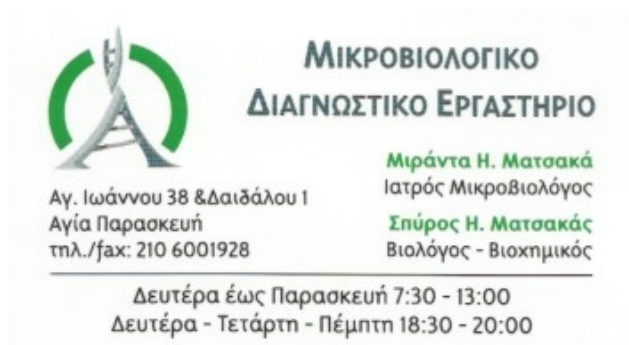 ΜΙΚΡΟΒΙΟΛΟΓΙΚΟ
ΔΙΑΓΝΩΣΤΙΚΟ ΕΡΓΑΣΤΗΡΙΟ
Μιράντα Η. Ματσακά
Ιατρός Μικροβιολόγος
Σπύρος Η. Ματσακάς
Βιολόγος - Βιοχημικός
Αγ. Ιωάννου 38 &Δαιδάλου 1
Αγία Παρασκευή
τηλ./fax: 210 6001928
Δευτέρα έως Παρασκευή 7:30 - 13:00
Δευτέρα - Τετάρτη - Πέμπτη 18:30 - 20:00